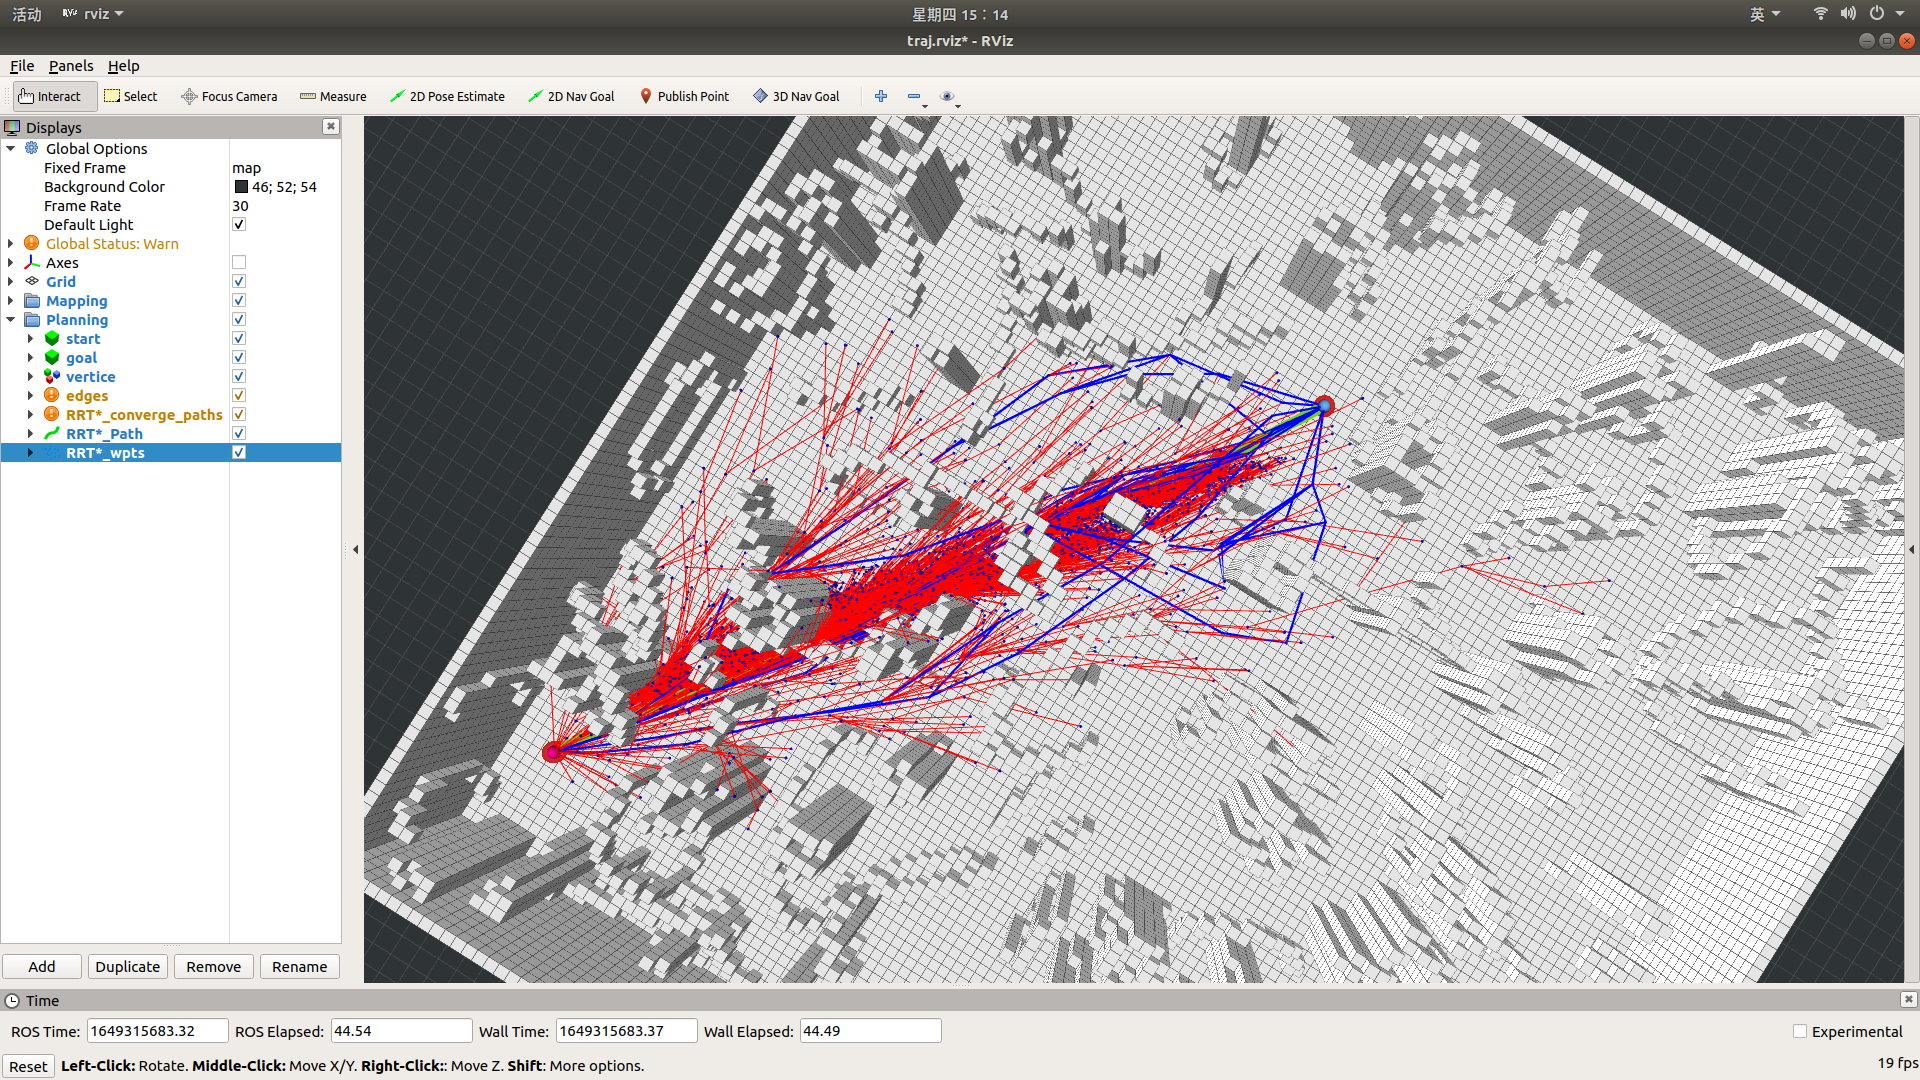 活动 RViz rviz 星期四 15：14 英
traj.rviz* - RViz
File Panels Help
Interact Select Focus Camera Measure 2D Pose Estimate 2D Nav Goal Publish Point 3D Nav Goal
Displays
Global Options
Fixed Frame map
Background Color 46; 52; 54
Frame Rate 30
Default Light
Global Status: Warn
Axes
Grid
Mapping
Planning
start
goal
vertice
edges
RRT*_converge_paths
RRT*_Path
RRT*_wpts
Add Duplicate Remove Rename
Time
ROS Time: 1649315683.32 ROS Elapsed: 44.54 Wall Time: 1649315683.37 Wall Elapsed: 44.49 Experimental
Reset Left-Click: Rotate. Middle-Click: Move X/Y. Right-Click:: Move Z. Shift: More options. 19 fps